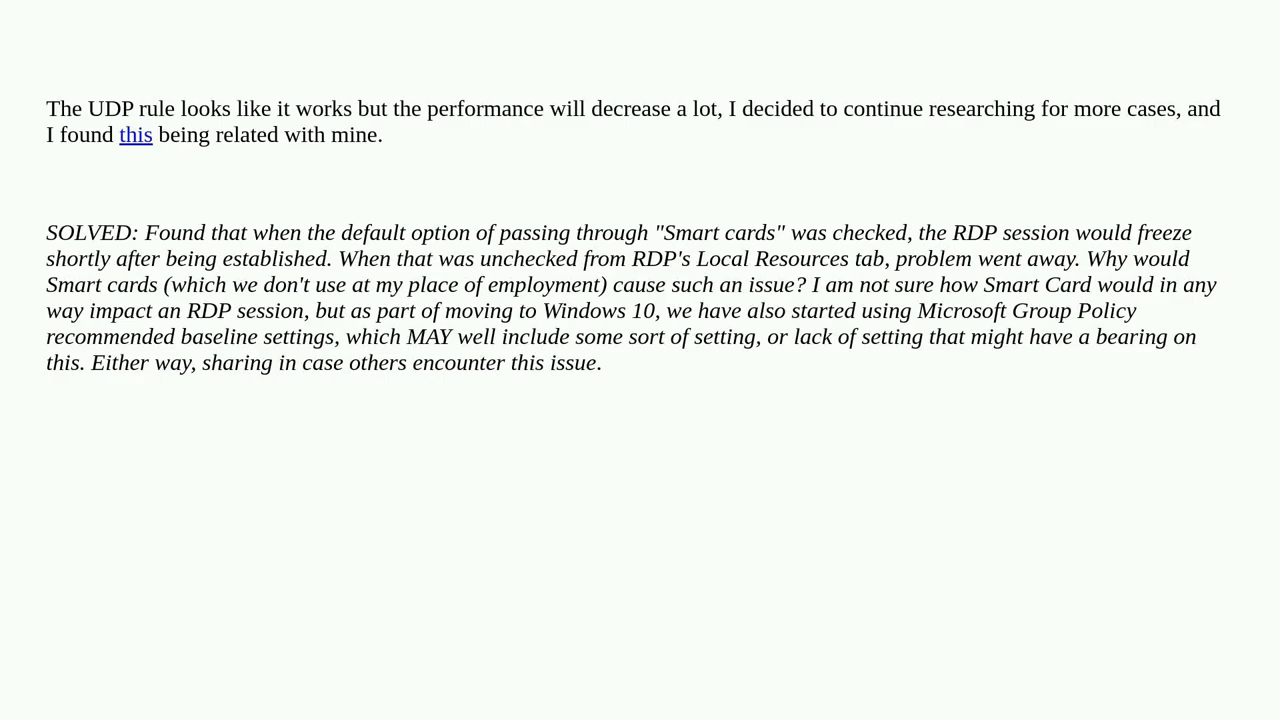 The UDP rule looks like it works but the performance will decrease a lot, I decided to continue researching for more cases, and
I found this being related with mine.
SOLVED: Found that when the default option of passing through "Smart cards" was checked, the RDP session would freeze
shortly after being established. When that was unchecked from RDP's Local Resources tab, problem went away. Why would
Smart cards (which we don't use at my place of employment) cause such an issue? I am not sure how Smart Card would in any
way impact an RDP session, but as part of moving to Windows 10, we have also started using Microsoft Group Policy
recommended baseline settings, which MAY well include some sort of setting, or lack of setting that might have a bearing on
this. Either way, sharing in case others encounter this issue.